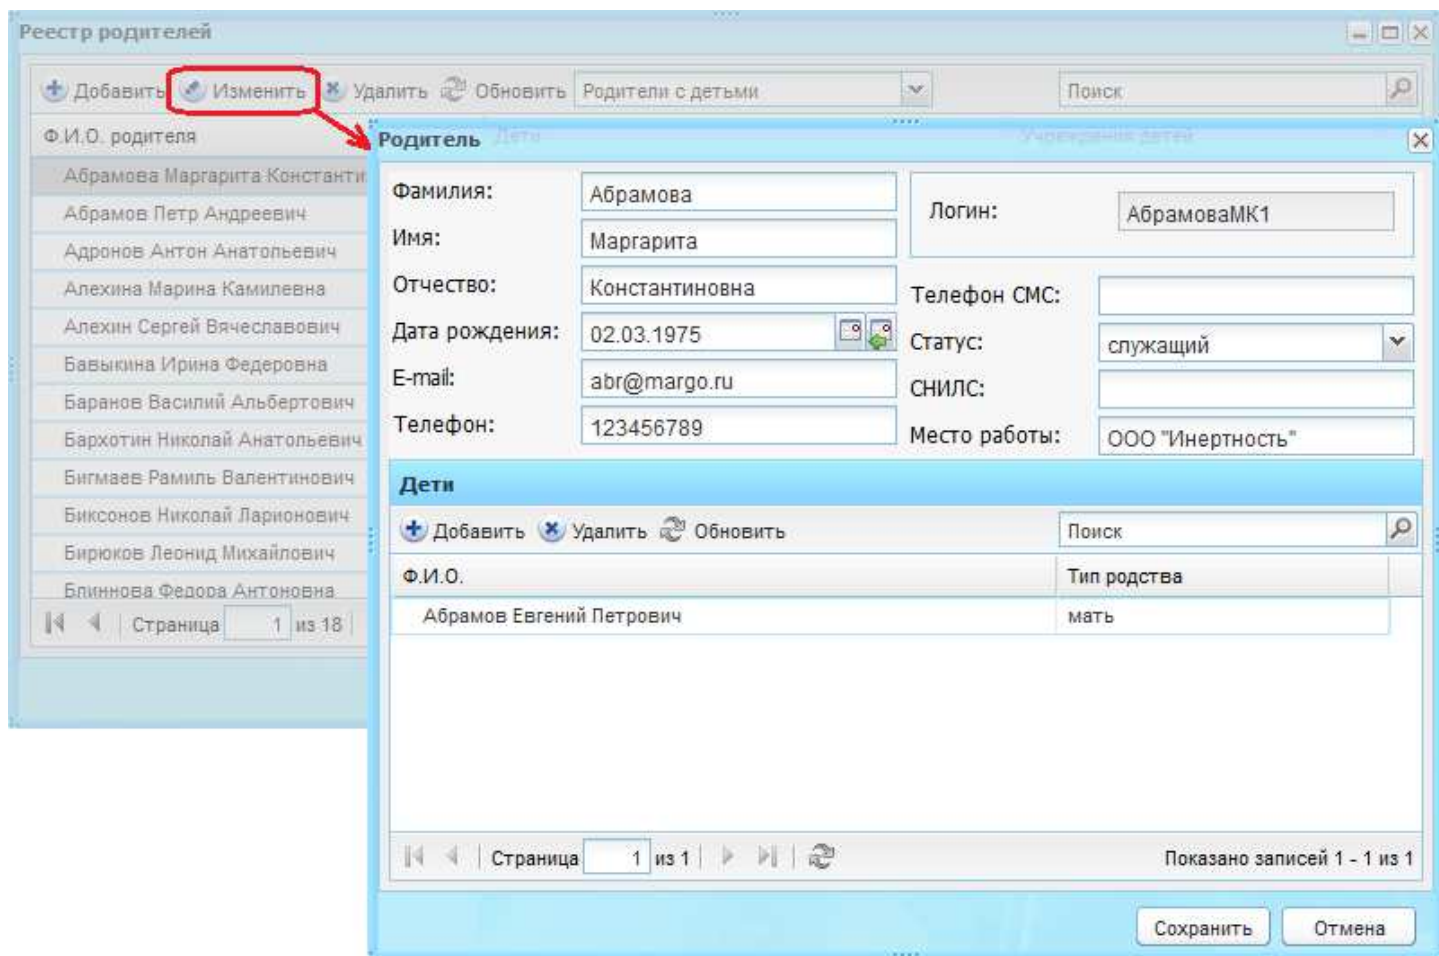 Реестр родителей
Добавить Изменить Удалить Обновить Родители с детьми Поиск
Ф.И.О. родителя Дети Учреждения детей
Родитель
Абрамова Маргарита Константи
Абрамов Петр Андреевич
Адронов Антон Анатольевич
Алехина Марина Камилевна
Алехин Сергей Вячеславович
Бавыкина Ирина Федеровна
Баранов Василий Альбертович
Бархотин Николай Анатольевич
Бигмаев Рамиль Валентинович
Биксонов Николай Ларионович
Бирюков Леонид Михайлович
Блиннова Федора Антоновна
Страница 1 из 18
Фамилия: Абрамова
Имя: Маргарита
Отчество: Константиновна
Дата рождения: 02.03.1975
E-mail: abr@margo.ru
Телефон: 123456789
Логин: АбрамоваМК1
Телефон СМС:
Статус: служащий
СНИЛС:
Место работы: ООО "Инертность"
Дети
Добавить Удалить Обновить Поиск
Ф.И.О. Тип родства
Абрамов Евгений Петрович мать
Страница 1 из 1 Показано записей 1 - 1 из 1
Сохранить Отмена